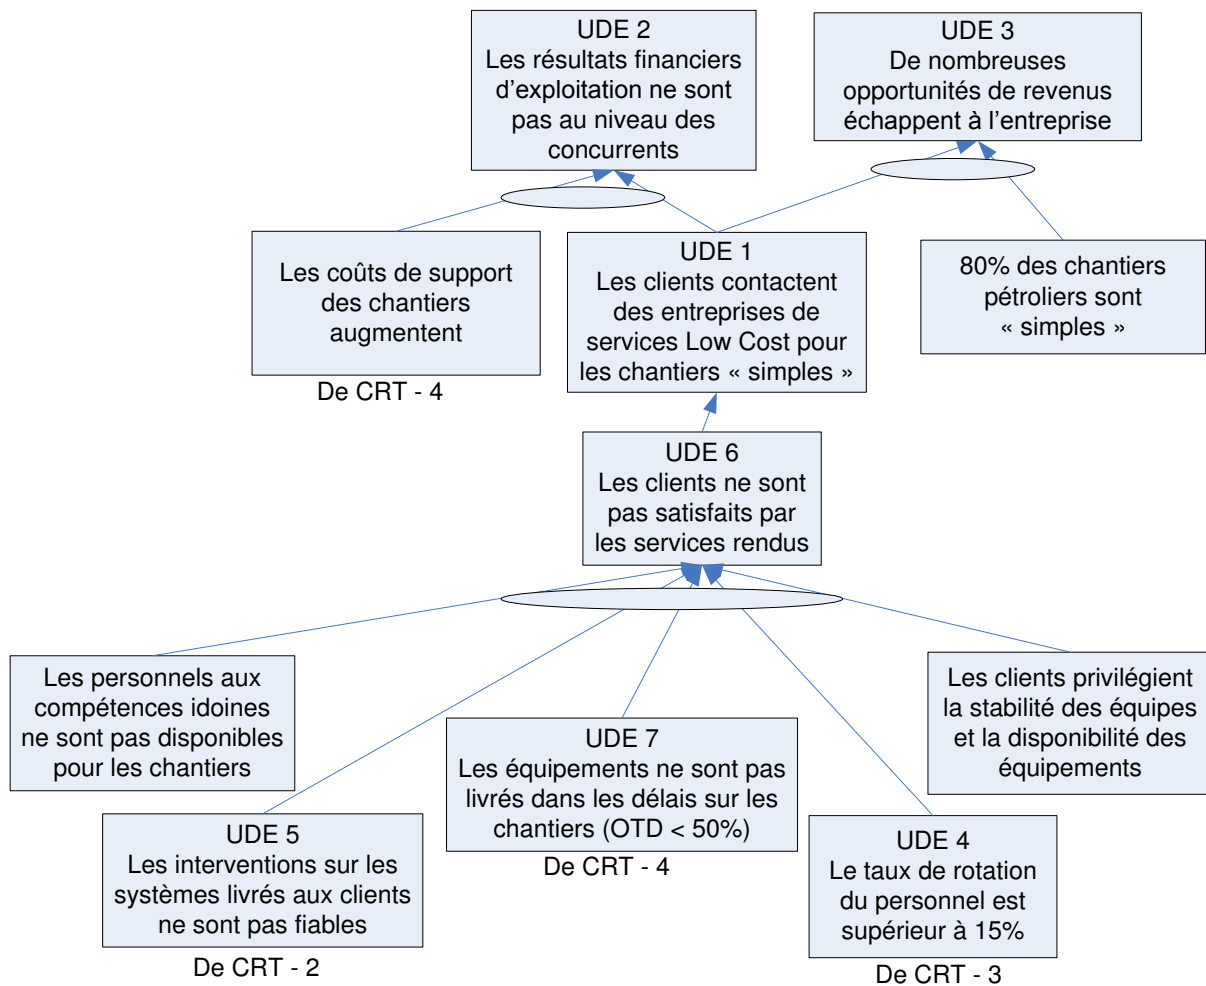 UDE 2
Les résultats financiers
d’exploitation ne sont
pas au niveau des
concurrents
UDE 3
De nombreuses
opportunités de revenus
échappent à l’entreprise
Les coûts de support
des chantiers
augmentent
De CRT - 4
UDE 1
Les clients contactent
des entreprises de
services Low Cost pour
les chantiers « simples »
80% des chantiers
pétroliers sont
« simples »
UDE 6
Les clients ne sont
pas satisfaits par
les services rendus
Les personnels aux
compétences idoines
ne sont pas disponibles
pour les chantiers
UDE 5
Les interventions sur les
systèmes livrés aux clients
ne sont pas fiables
De CRT - 2
UDE 7
Les équipements ne sont pas
livrés dans les délais sur les
chantiers (OTD < 50%)
De CRT - 4
UDE 4
Le taux de rotation
du personnel est
supérieur à 15%
De CRT - 3
Les clients privilégient
la stabilité des équipes
et la disponibilité des
équipements